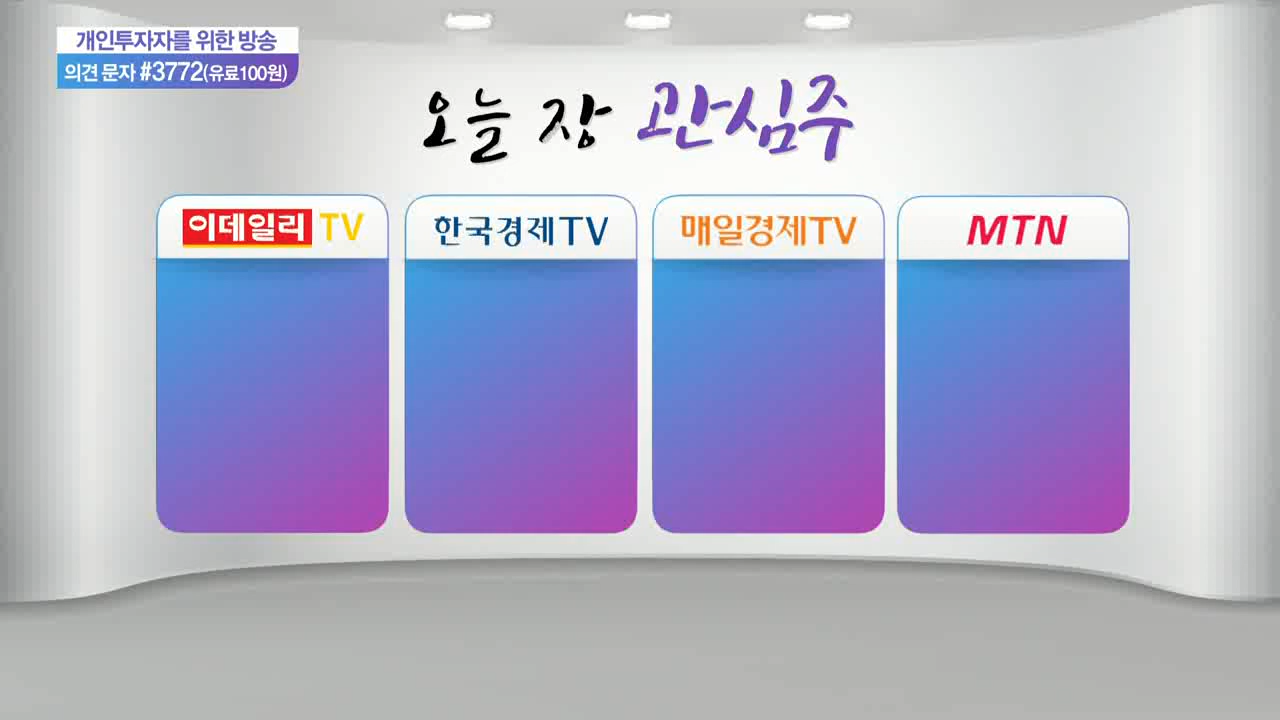 개인투자자를 위한 방송
의견 문자 #3772(유료100원)
오늘 장 관심주
이데일리 TV
한국경제TV
매일경제TV
MTN